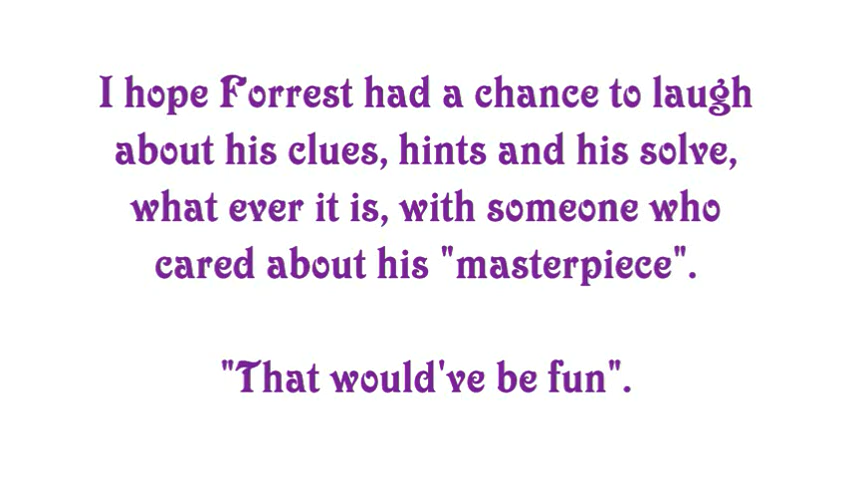 I hope Forrest had a chance to laugh
about his clues, hints and his solve,
what ever it is, with someone who
cared about his "masterpiece".
"That would've be fun".